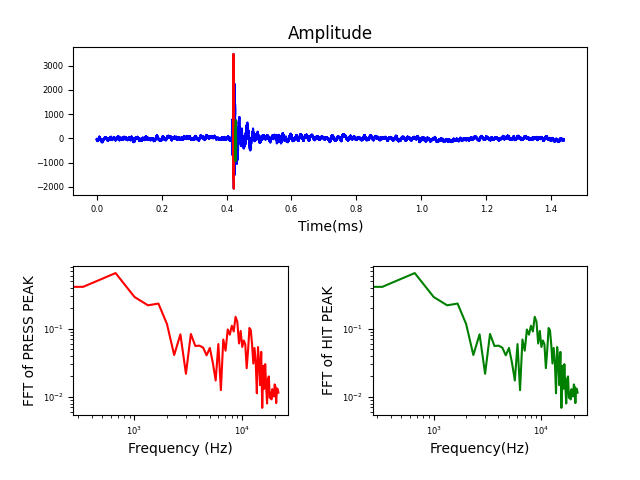 Amplitude
3000
2000
1000
0
−1000
−2000
0.0 0.2 0.4 0.6 0.8 1.0 1.2 1.4
Time(ms)
FFT of PRESS PEAK
10⁻¹
10⁻²
10³ 10⁴
Frequency (Hz)
FFT of HIT PEAK
10⁻¹
10⁻²
10³ 10⁴
Frequency(Hz)